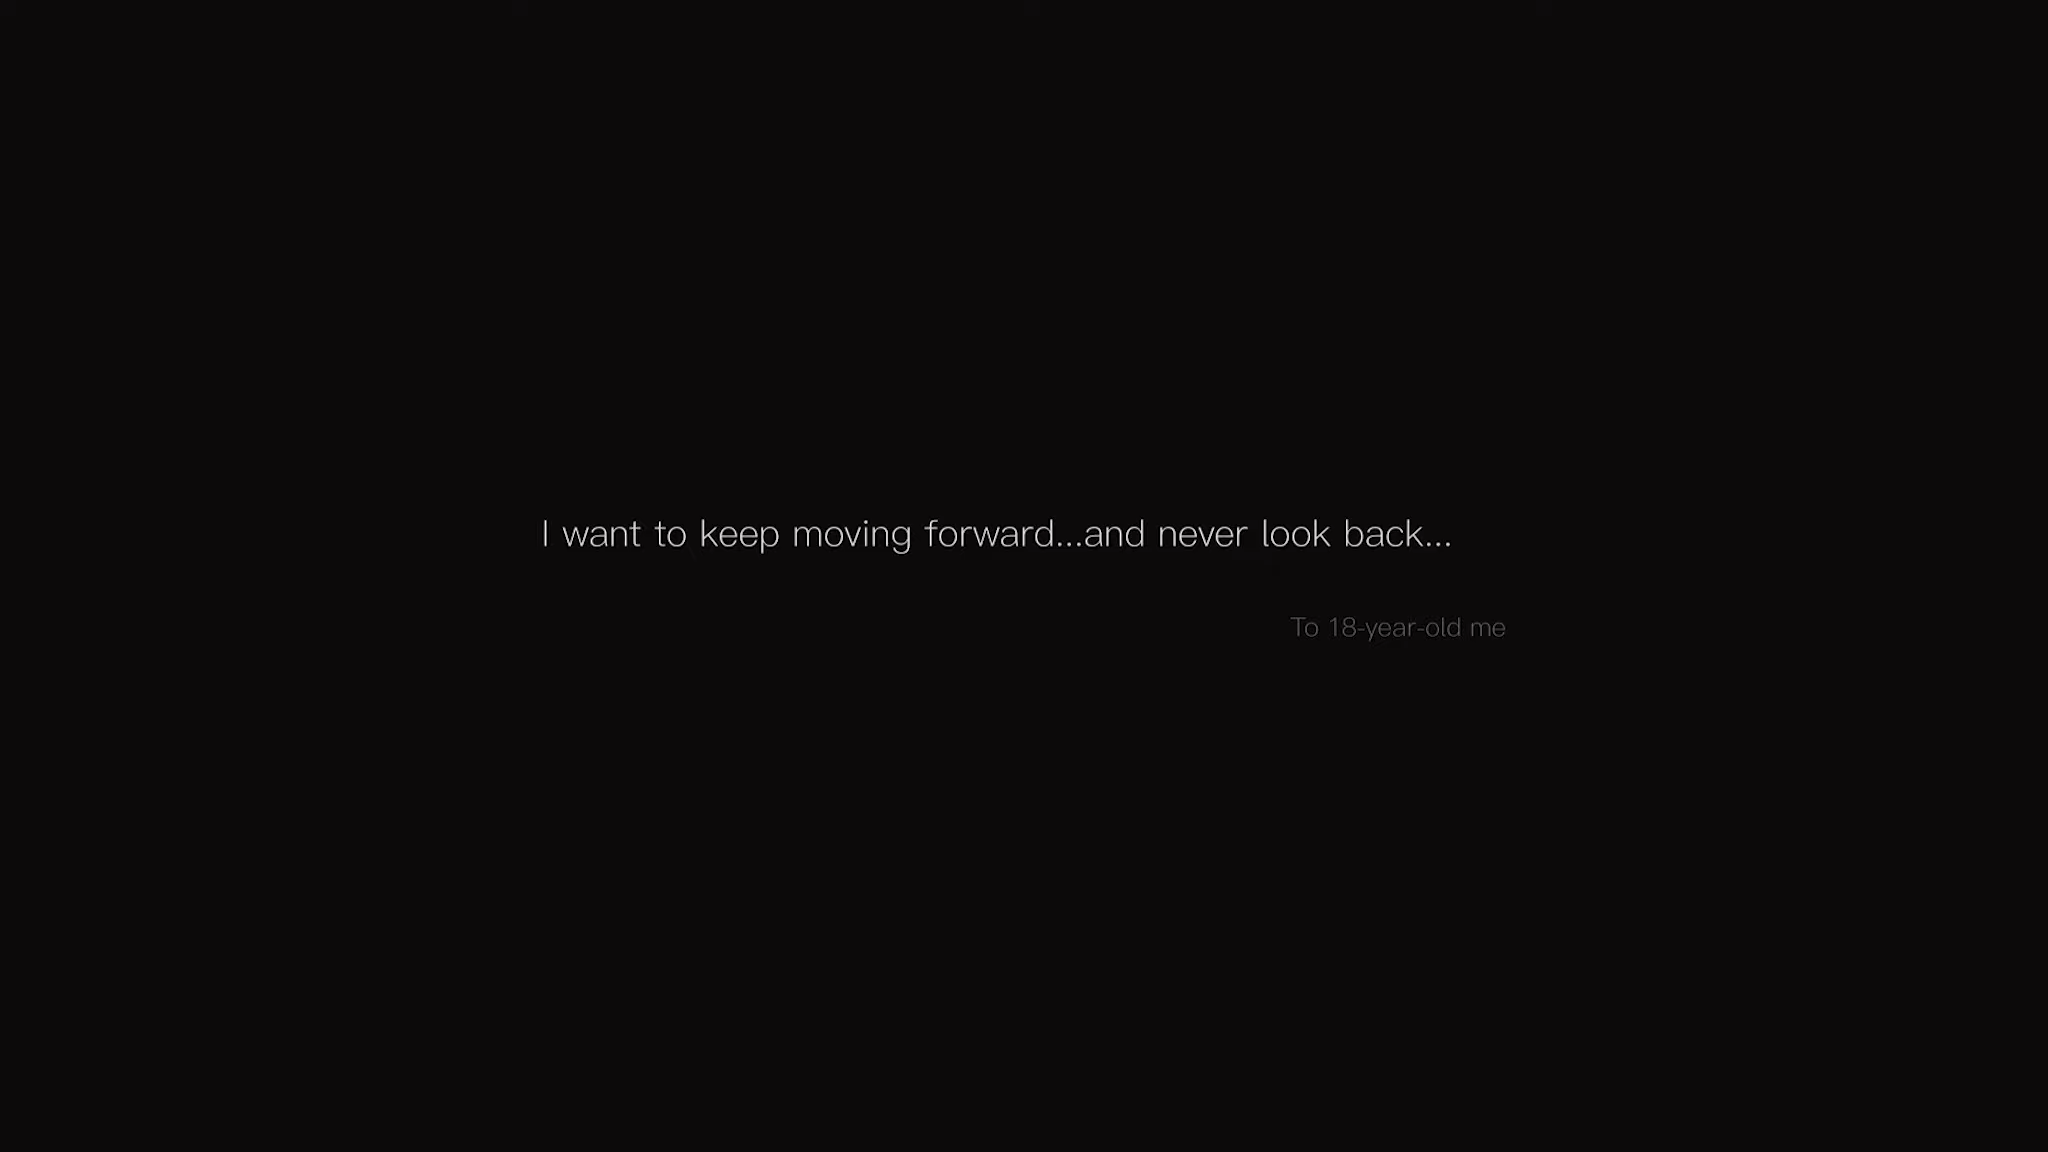 I want to keep moving forward...and never look back...
To 18-year-old me